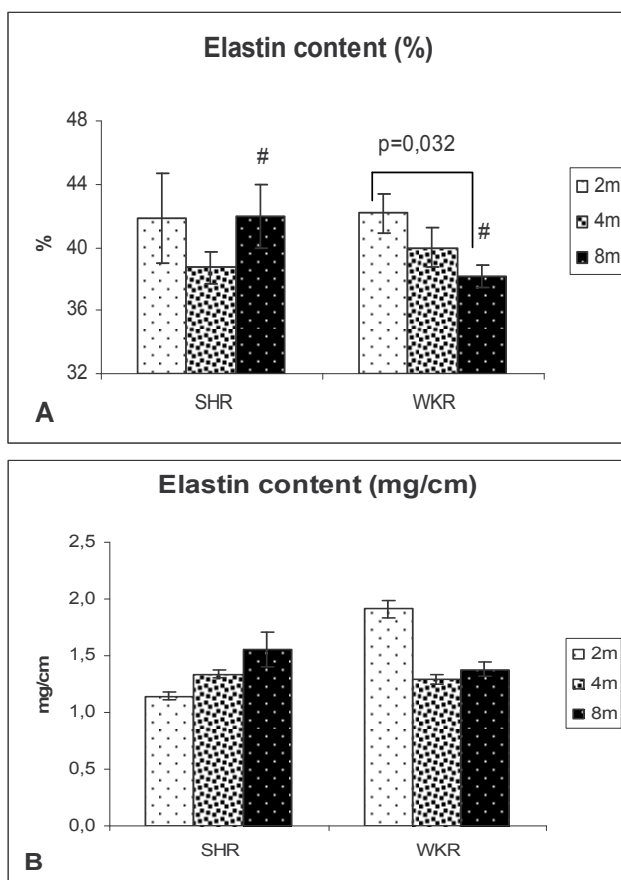 Elastin content (%)
48
44
40
36
32
%
#
p=0,032
#
SHR
WKR
2m
4m
8m
A
Elastin content (mg/cm)
2,5
2,0
1,5
1,0
0,5
0,0
mg/cm
SHR
WKR
2m
4m
8m
B